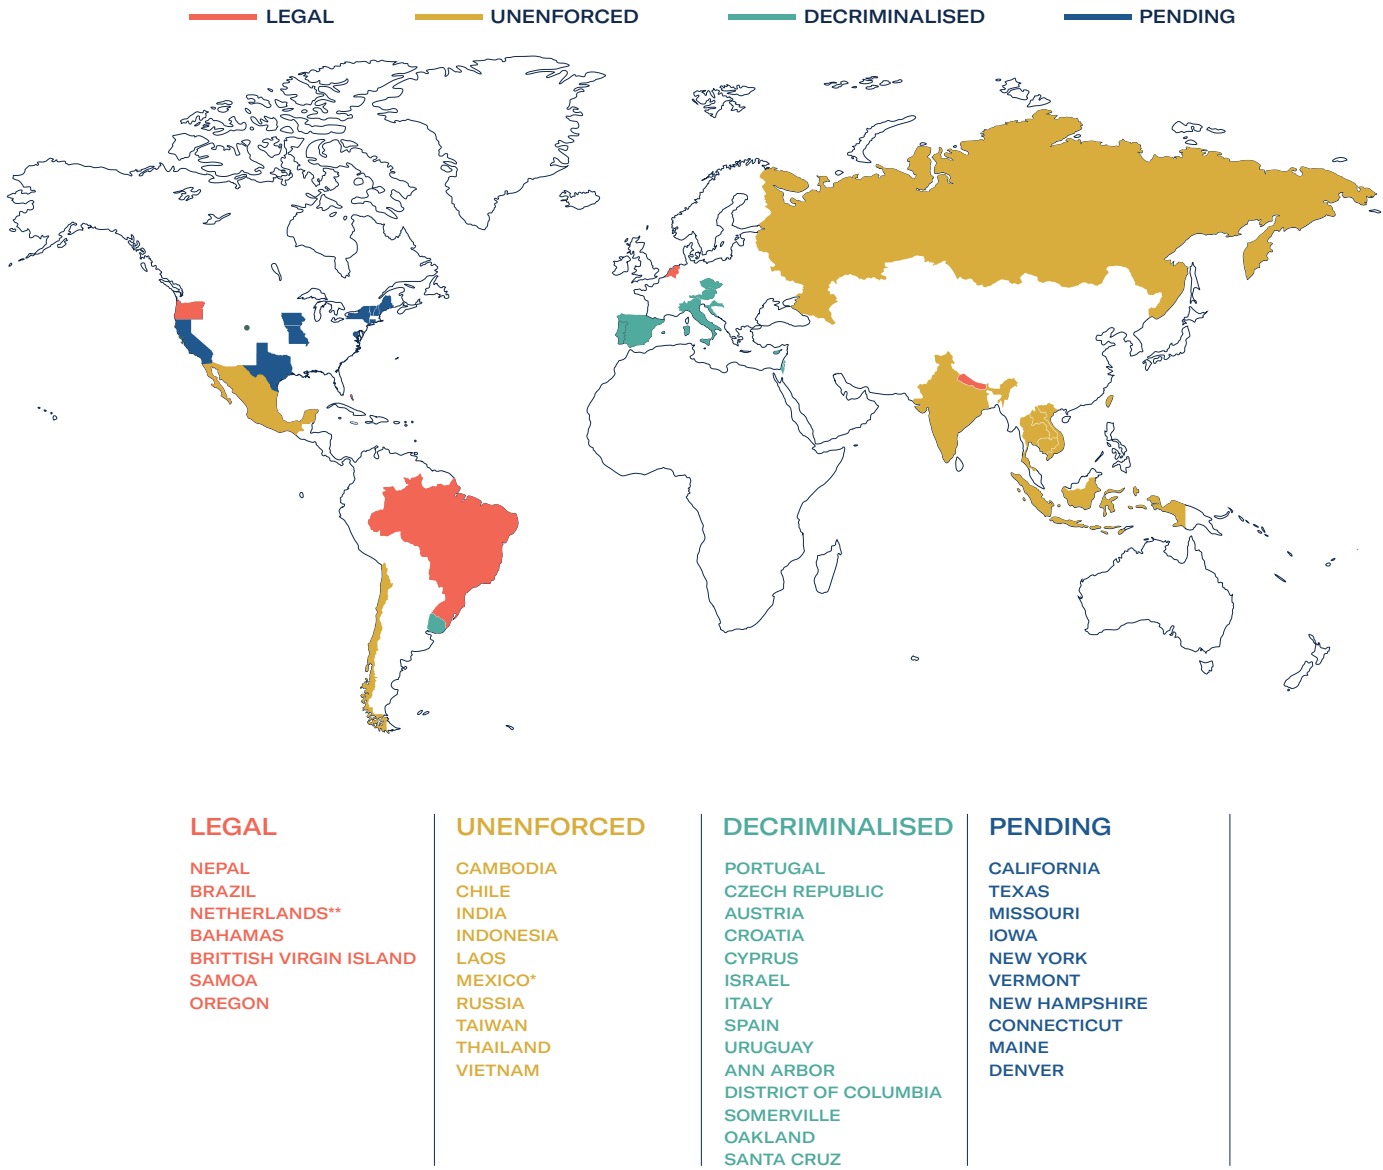 LEGAL UNENFORCED DECRIMINALISED PENDING
LEGAL
NEPAL
BRAZIL
NETHERLANDS**
BAHAMAS
BRITTISH VIRGIN ISLAND
SAMOA
OREGON
UNENFORCED
CAMBODIA
CHILE
INDIA
INDONESIA
LAOS
MEXICO*
RUSSIA
TAIWAN
THAILAND
VIETNAM
DECRIMINALISED
PORTUGAL
CZECH REPUBLIC
AUSTRIA
CROATIA
CYPRUS
ISRAEL
ITALY
SPAIN
URUGUAY
ANN ARBOR
DISTRICT OF COLUMBIA
SOMERVILLE
OAKLAND
SANTA CRUZ
PENDING
CALIFORNIA
TEXAS
MISSOURI
IOWA
NEW YORK
VERMONT
NEW HAMPSHIRE
CONNECTICUT
MAINE
DENVER